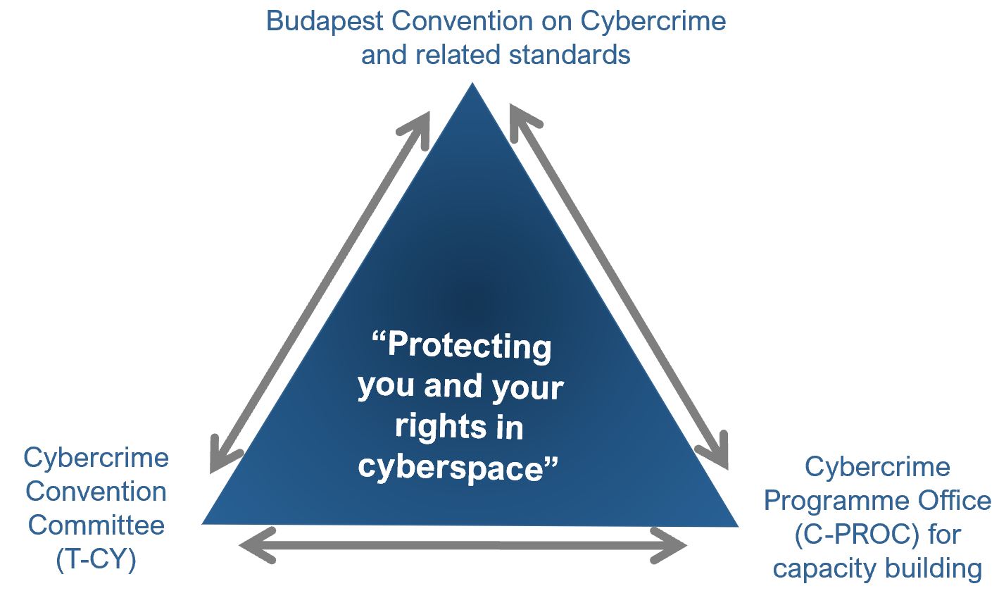 Budapest Convention on Cybercrime
and related standards
“Protecting
you and your
rights in
cyberspace”
Cybercrime
Convention
Committee
(T-CY)
Cybercrime
Programme Office
(C-PROC) for
capacity building